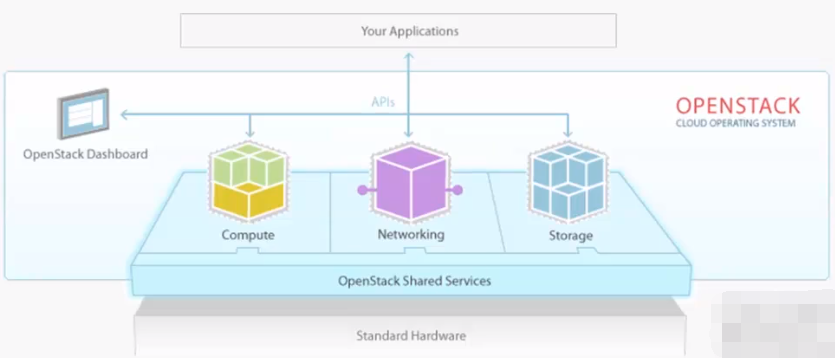 Your Applications
APIs
OPENSTACK
CLOUD OPERATING SYSTEM
OpenStack Dashboard
Compute
Networking
Storage
OpenStack Shared Services
Standard Hardware